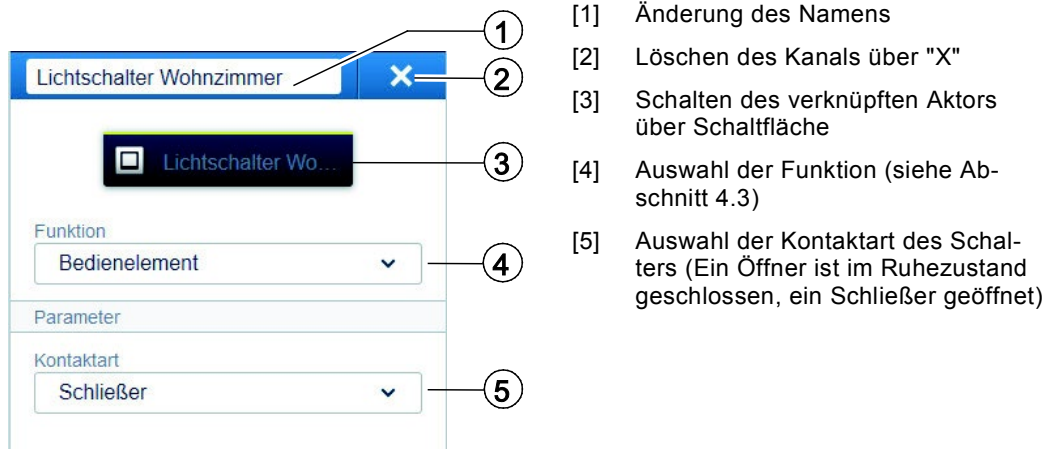 Lichtschalter Wohnzimmer
1
2
Lichtschalter Wo...
3
Funktion
Bedienelement
4
Parameter
Kontaktart
Schließer
5
[1] Änderung des Namens
[2] Löschen des Kanals über "X"
[3] Schalten des verknüpften Aktors
über Schaltfläche
[4] Auswahl der Funktion (siehe Ab-
schnitt 4.3)
[5] Auswahl der Kontaktart des Schal-
ters (Ein Öffner ist im Ruhezustand
geschlossen, ein Schließer geöffnet)